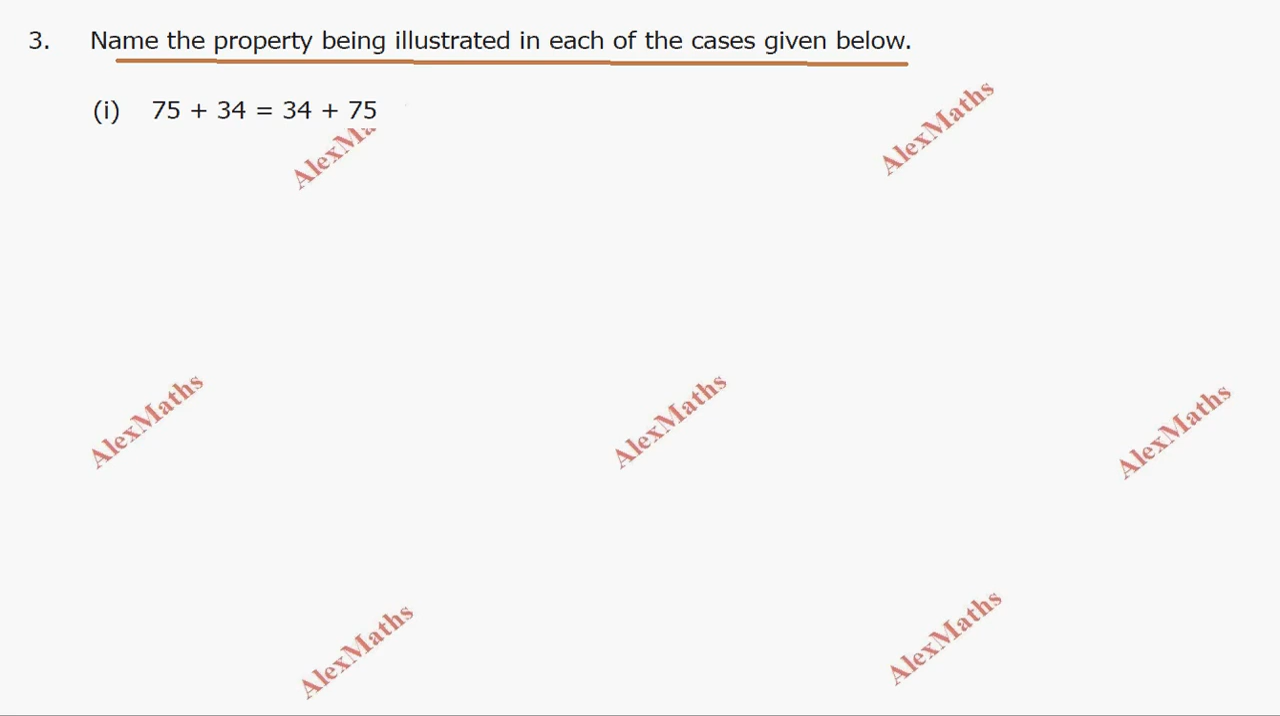 3. Name the property being illustrated in each of the cases given below.
(i) 75 + 34 = 34 + 75
AlexMaths
AlexMa
AlexMaths
AlexMaths
AlexMaths
AlexMaths
AlexMaths